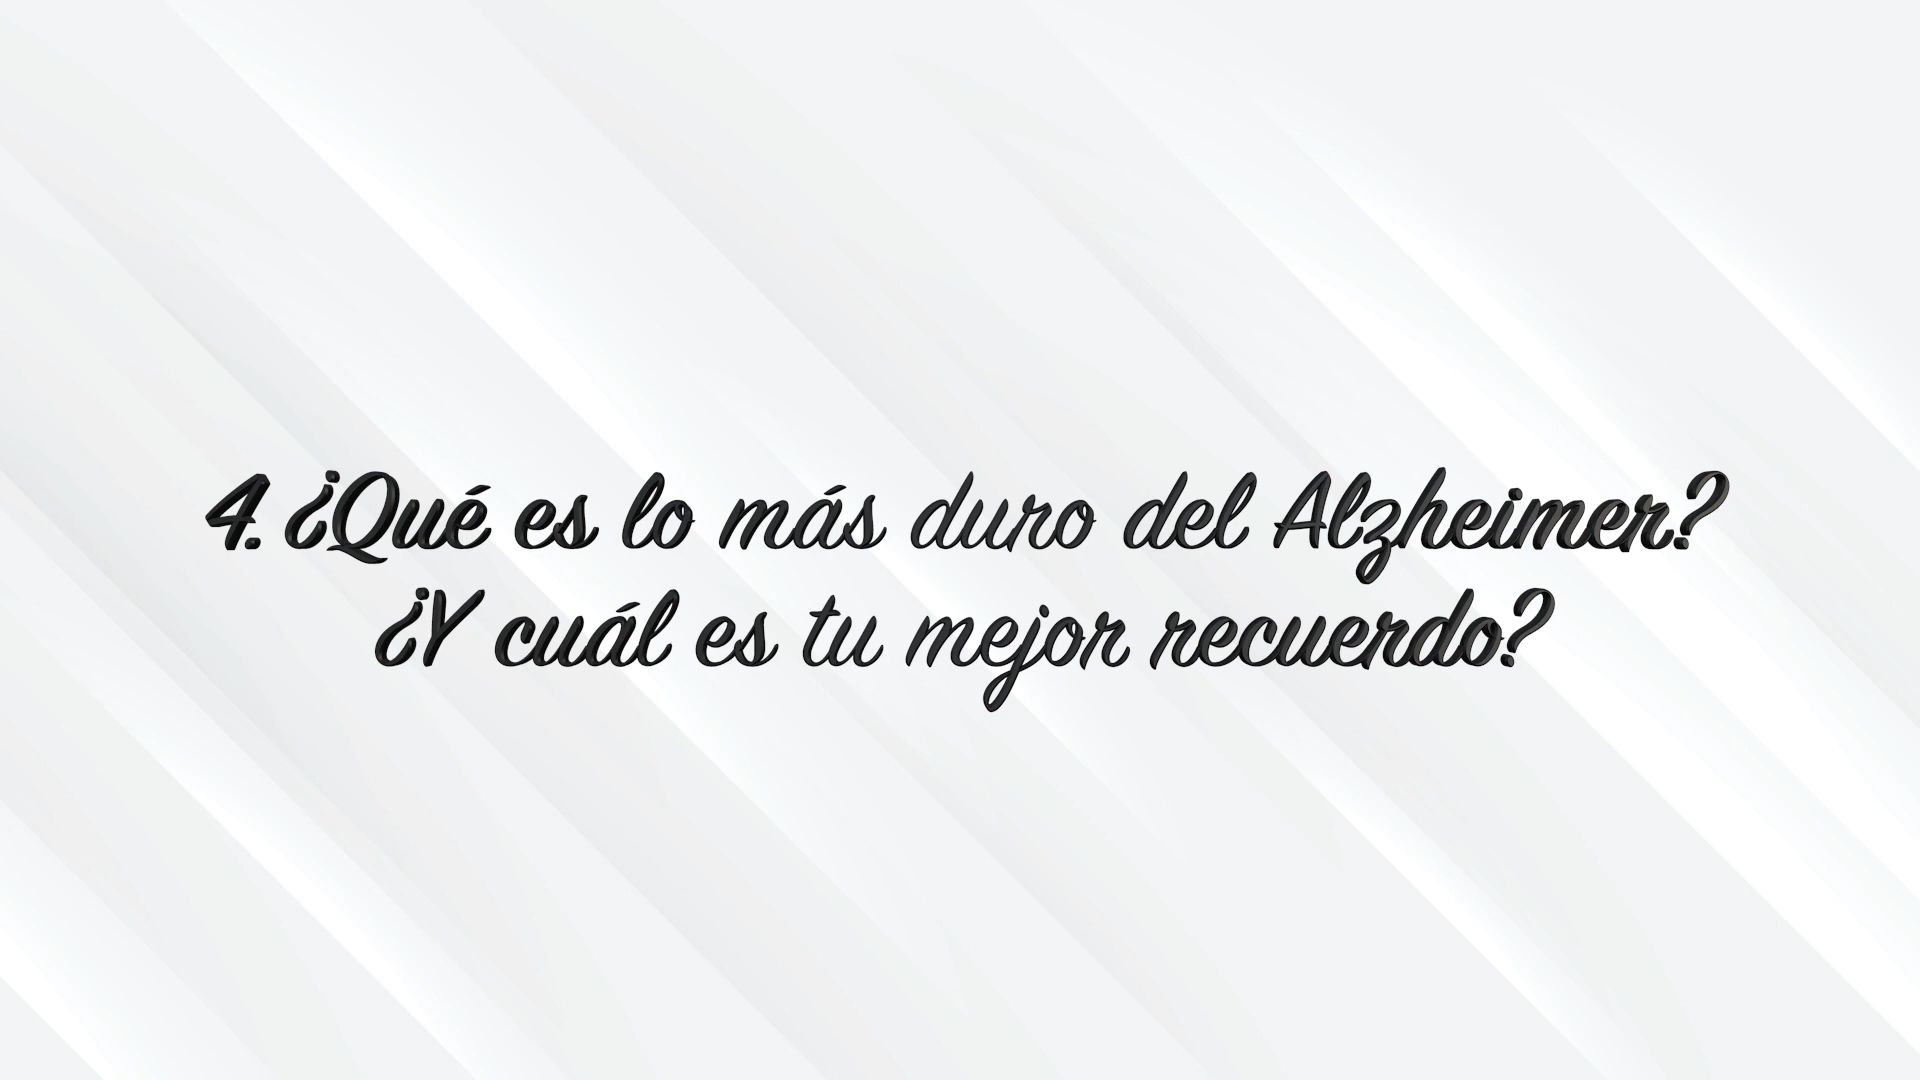 4. ¿Qué es lo más duro del Alzheimer?
¿Y cuál es tu mejor recuerdo?